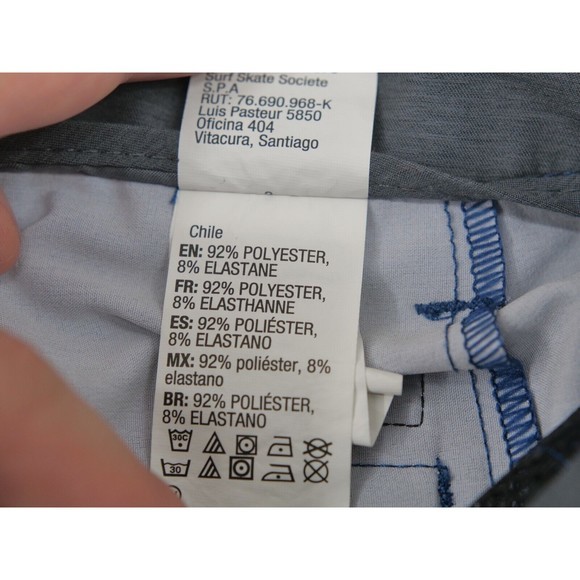 Surf Skate Societe
S.P.A
RUT: 76.690.968-K
Luis Pasteur 5850
Oficina 404
Vitacura, Santiago
Chile
EN: 92% POLYESTER,
8% ELASTANE
FR: 92% POLYESTER,
8% ELASTHANNE
ES: 92% POLIÉSTER,
8% ELASTANO
MX: 92% poliéster, 8%
elastano
BR: 92% POLIÉSTER,
8% ELASTANO
30C
30